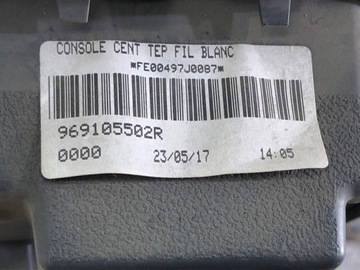 CONSOLE CENT TEP FIL BLANC
*FE00497J0087*
969105502R
0000 23/05/17 14:05